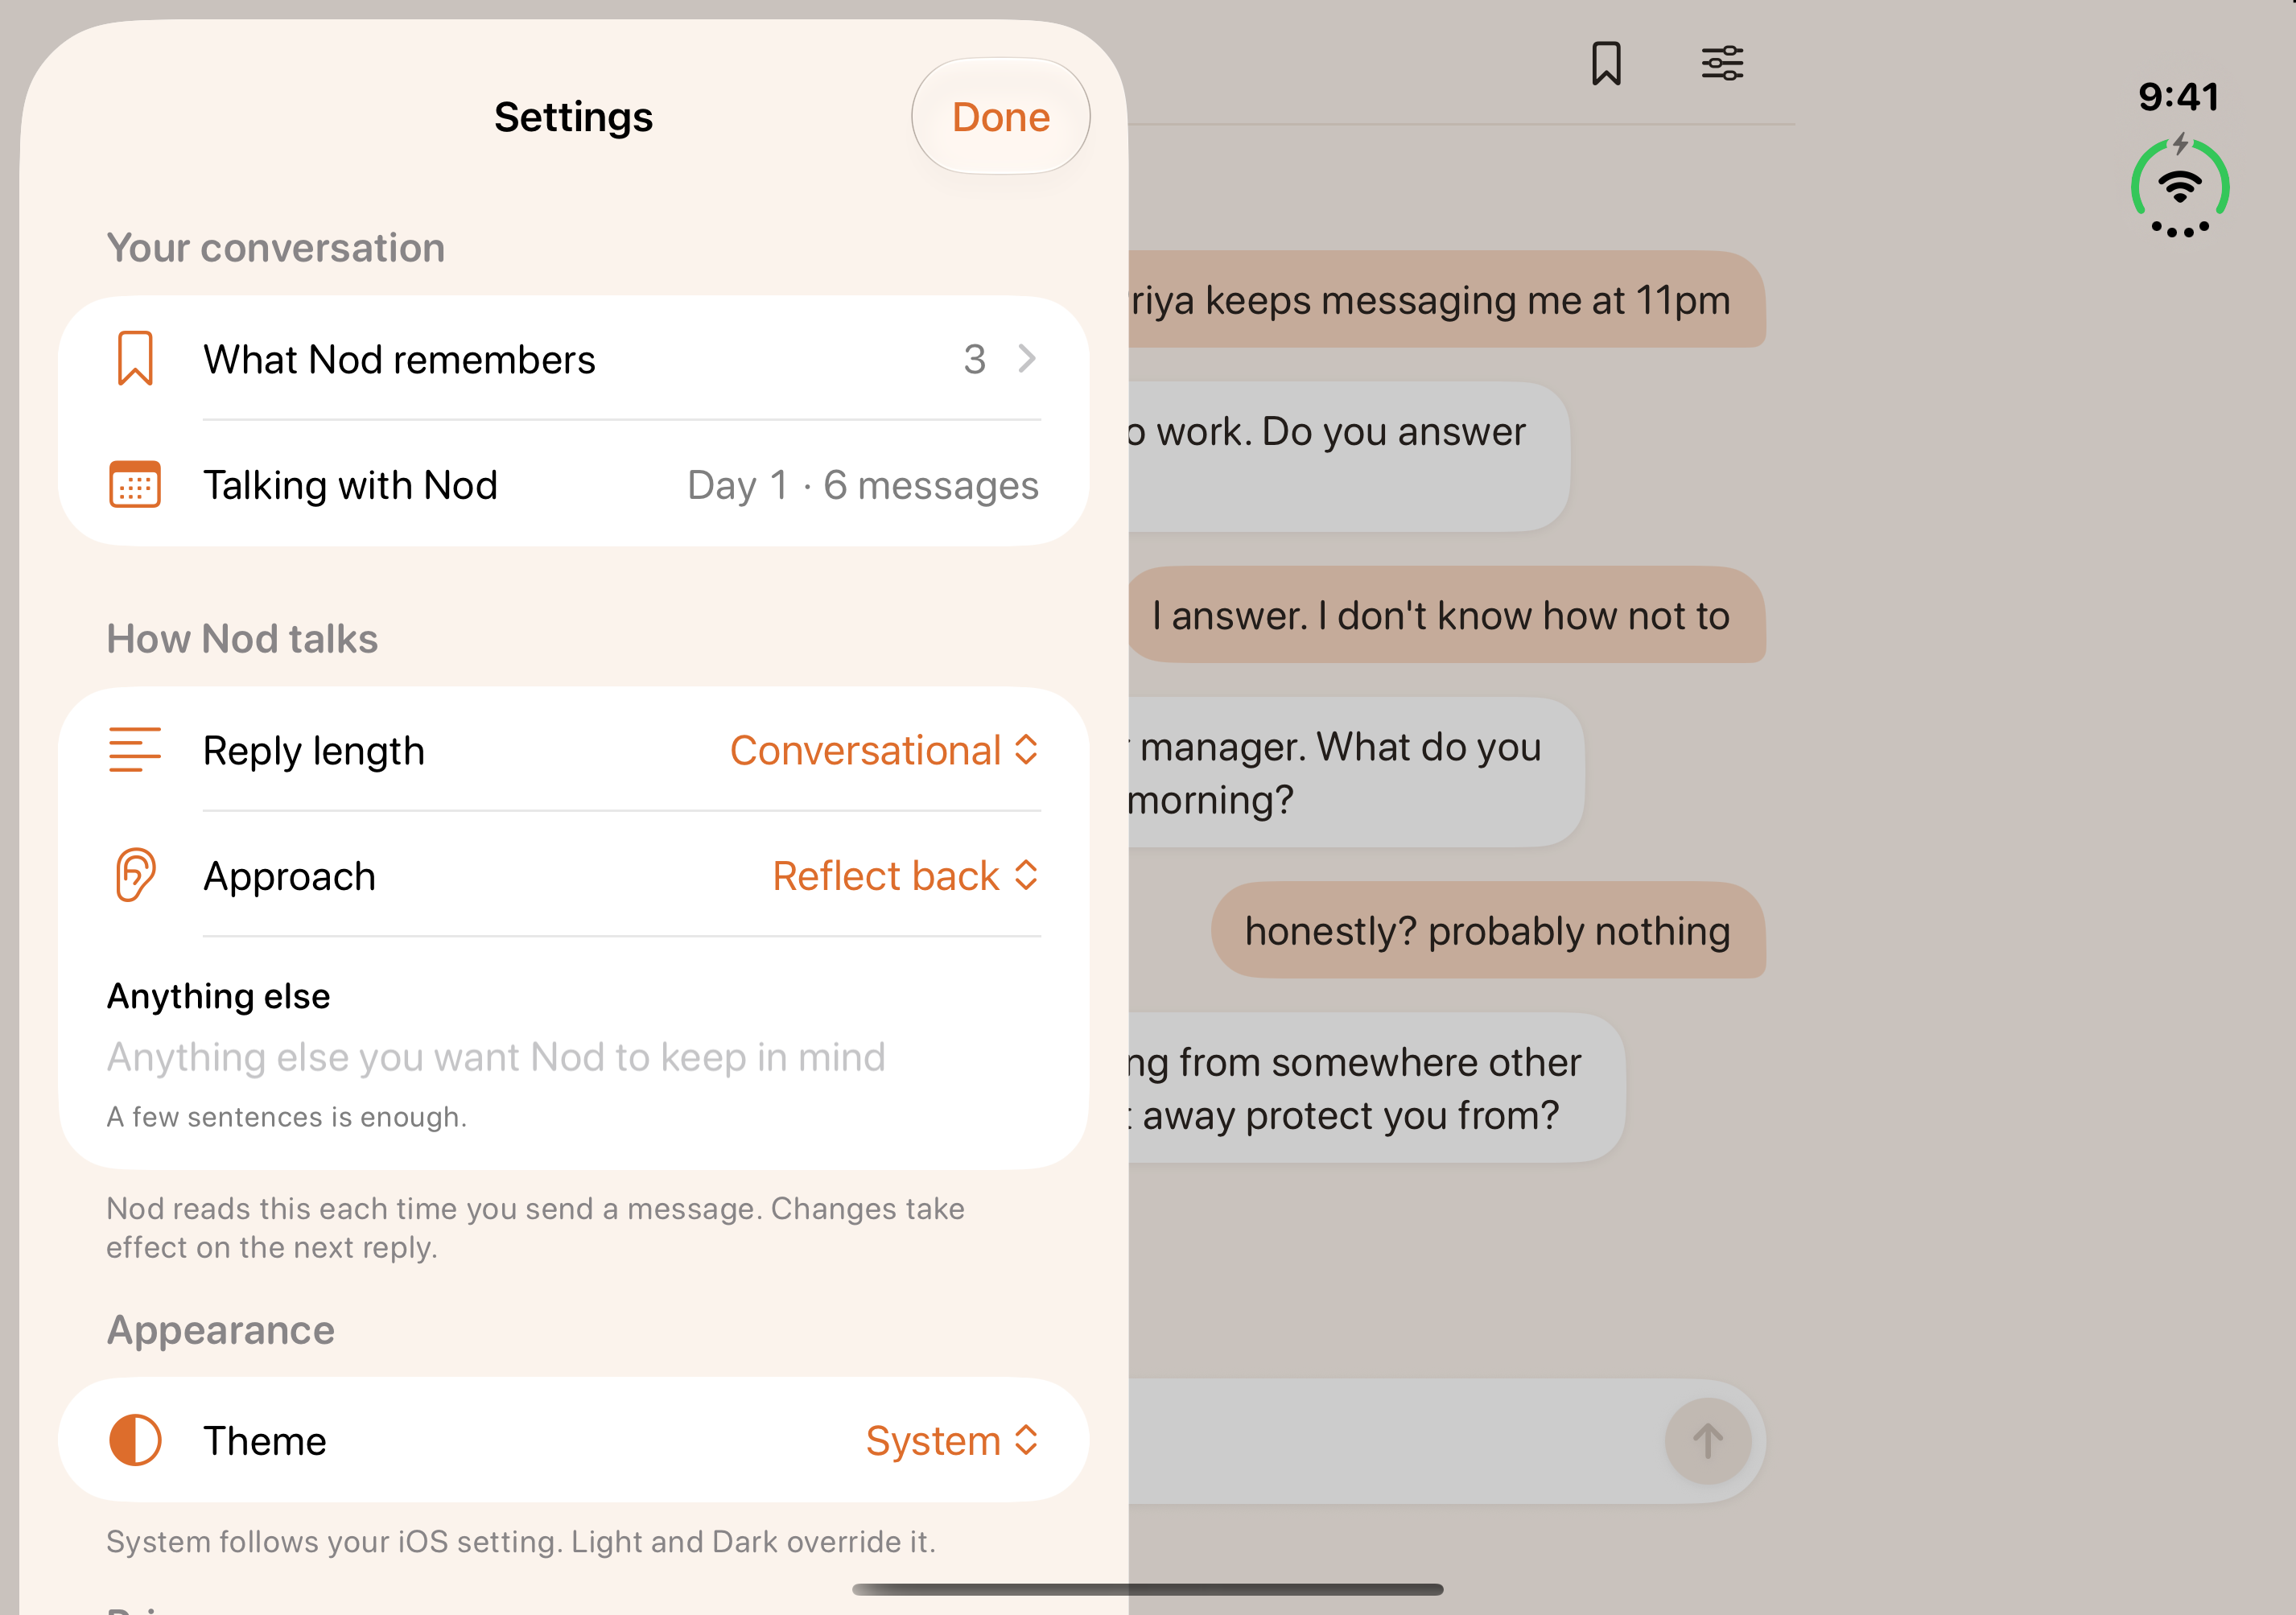 Settings
Done
Your conversation
What Nod remembers
3
Talking with Nod
Day 1 · 6 messages
How Nod talks
Reply length
Conversational
Approach
Reflect back
Anything else
Anything else you want Nod to keep in mind
A few sentences is enough.
Nod reads this each time you send a message. Changes take
effect on the next reply.
Appearance
Theme
System
System follows your iOS setting. Light and Dark override it.
keeps messaging me at 11pm
work. Do you answer
I answer. I don't know how not to
manager. What do you
morning?
honestly? probably nothing
from somewhere other
away protect you from?
9:41